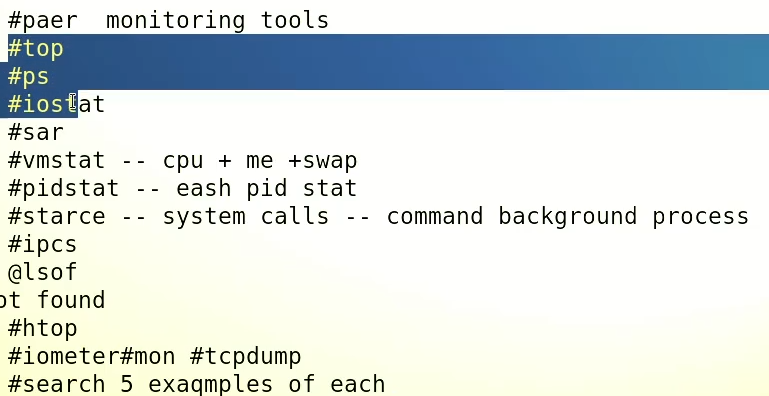 #paer  monitoring tools
#top
#ps
#iostat
#sar
#vmstat -- cpu + me +swap
#pidstat -- eash pid stat
#starce -- system calls -- command background process
#ipcs
@lsof
ot found
#htop
#iometer#mon #tcpdump
#search 5 exaqmples of each